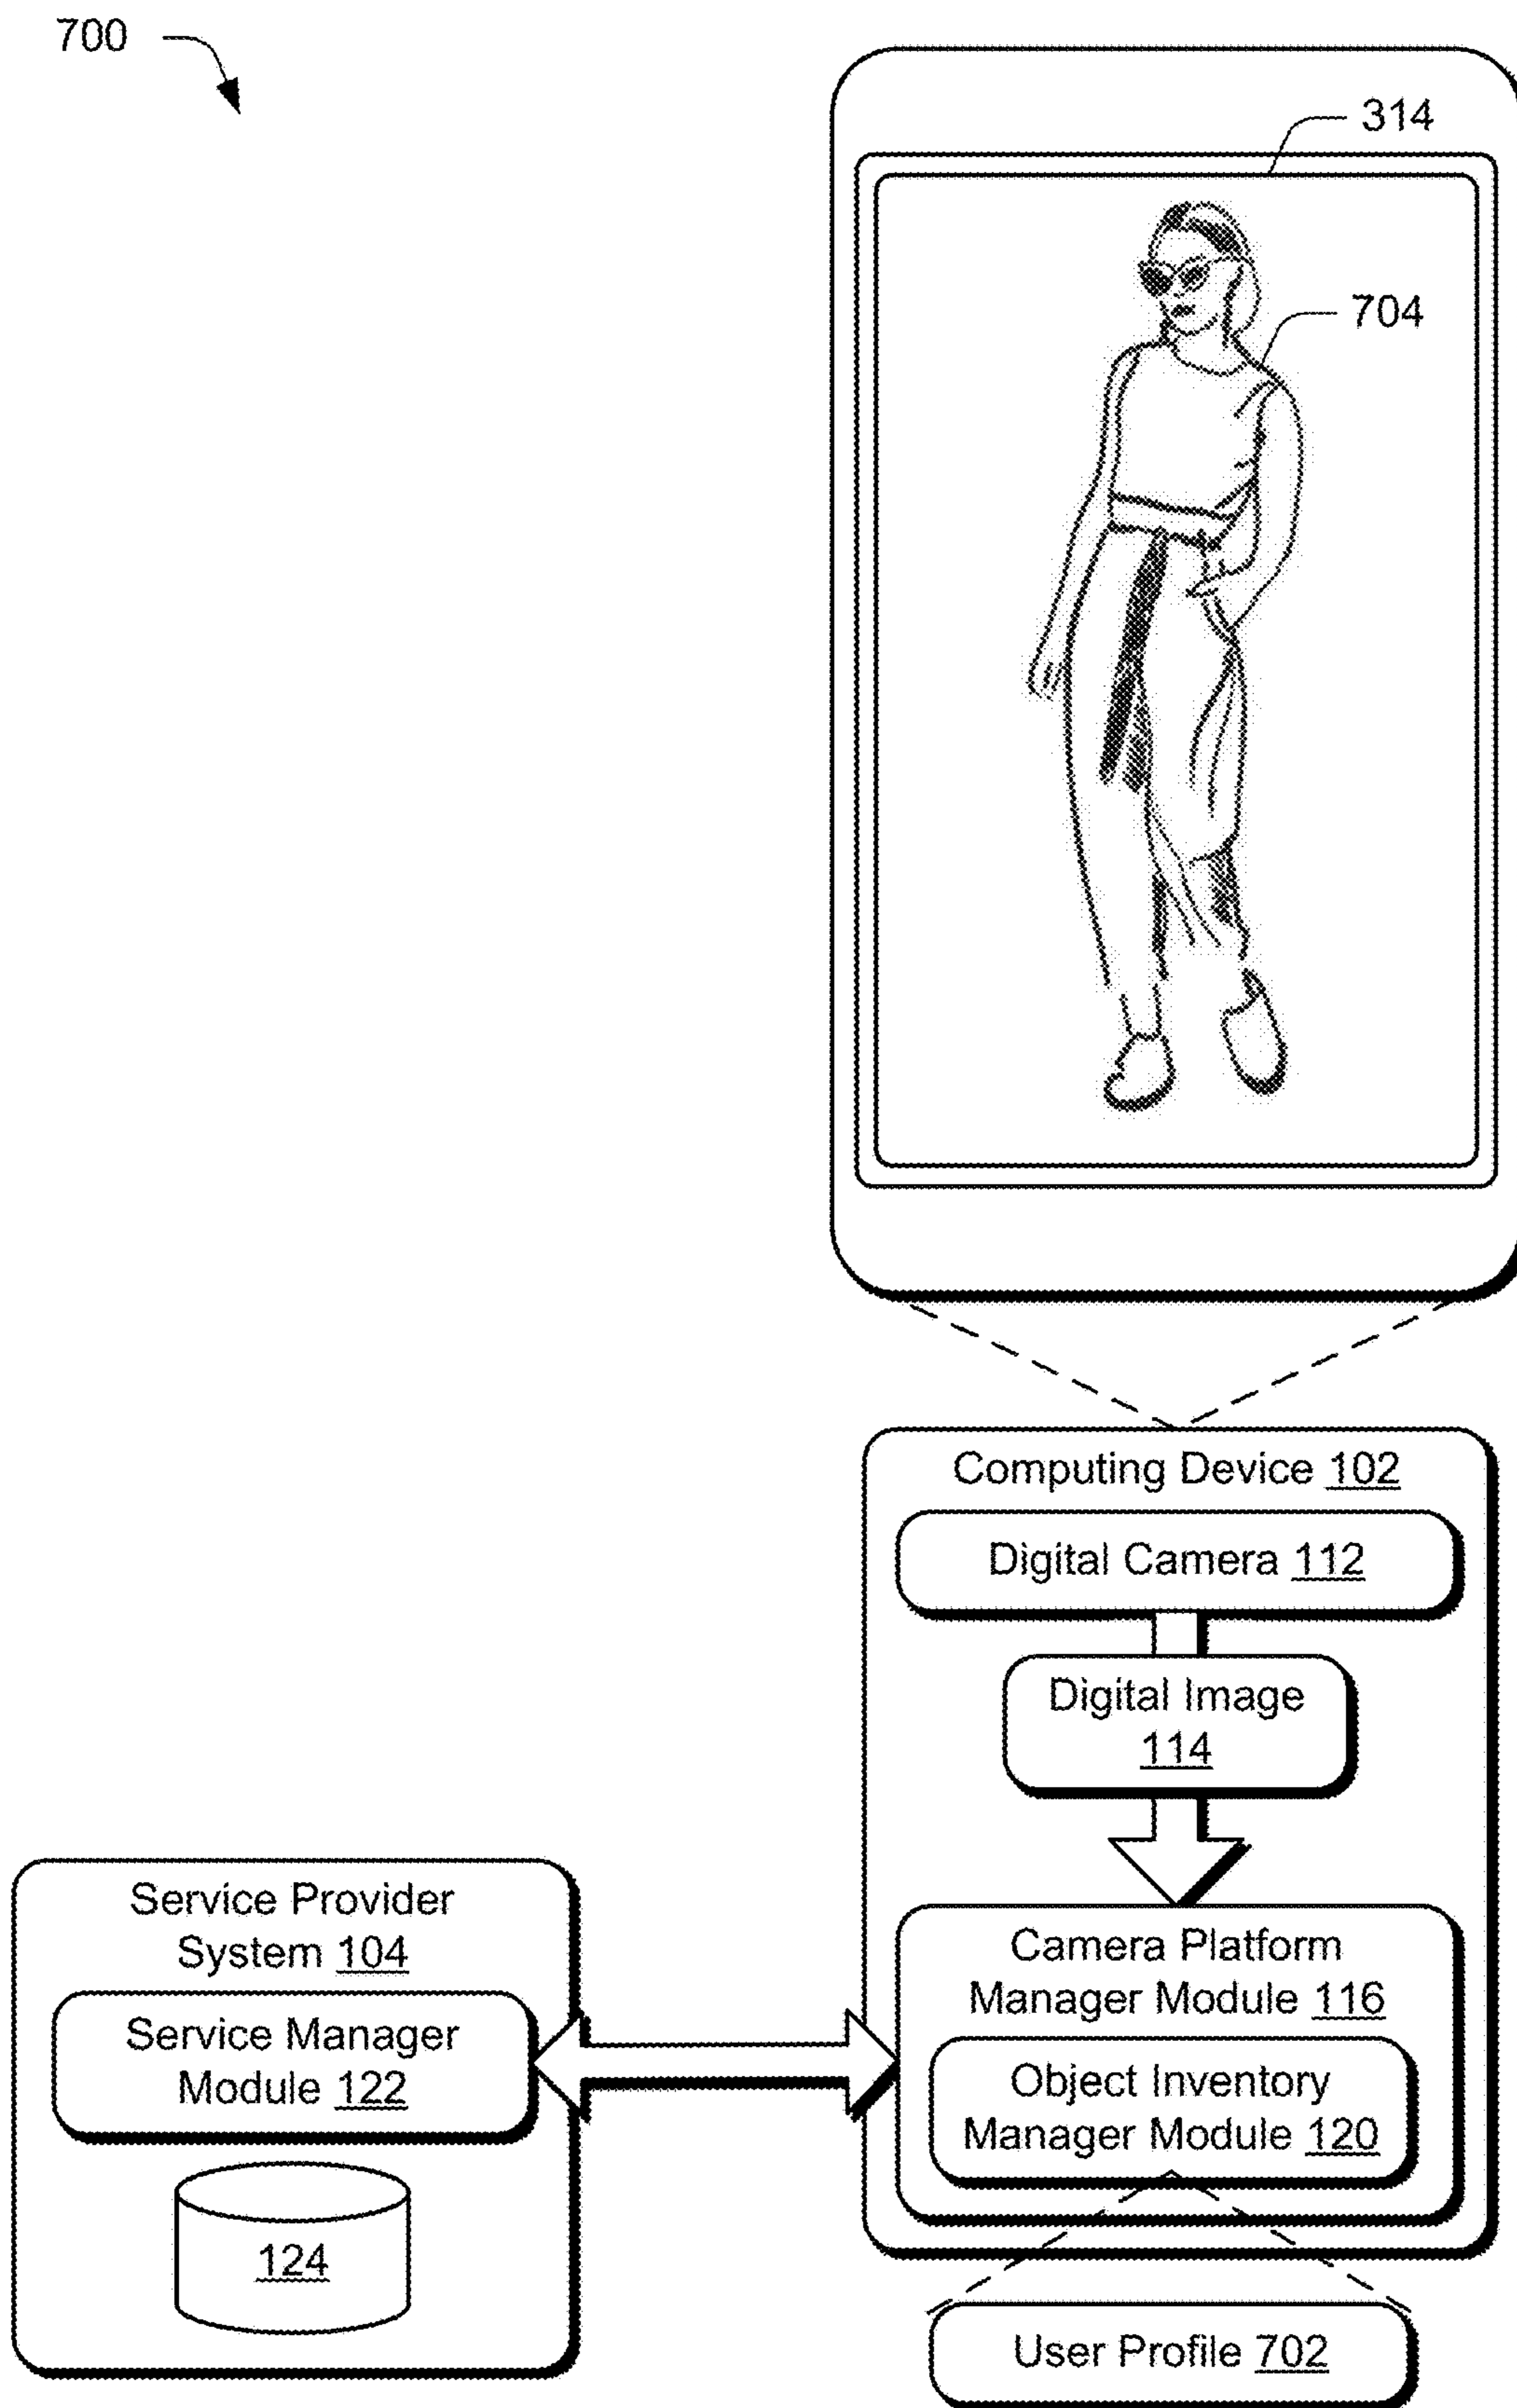 700
314
704
Computing Device 102
Digital Camera 112
Digital Image
114
Service Provider
System 104
Service Manager
Module 122
124
Camera Platform
Manager Module 116
Object Inventory
Manager Module 120
User Profile 702